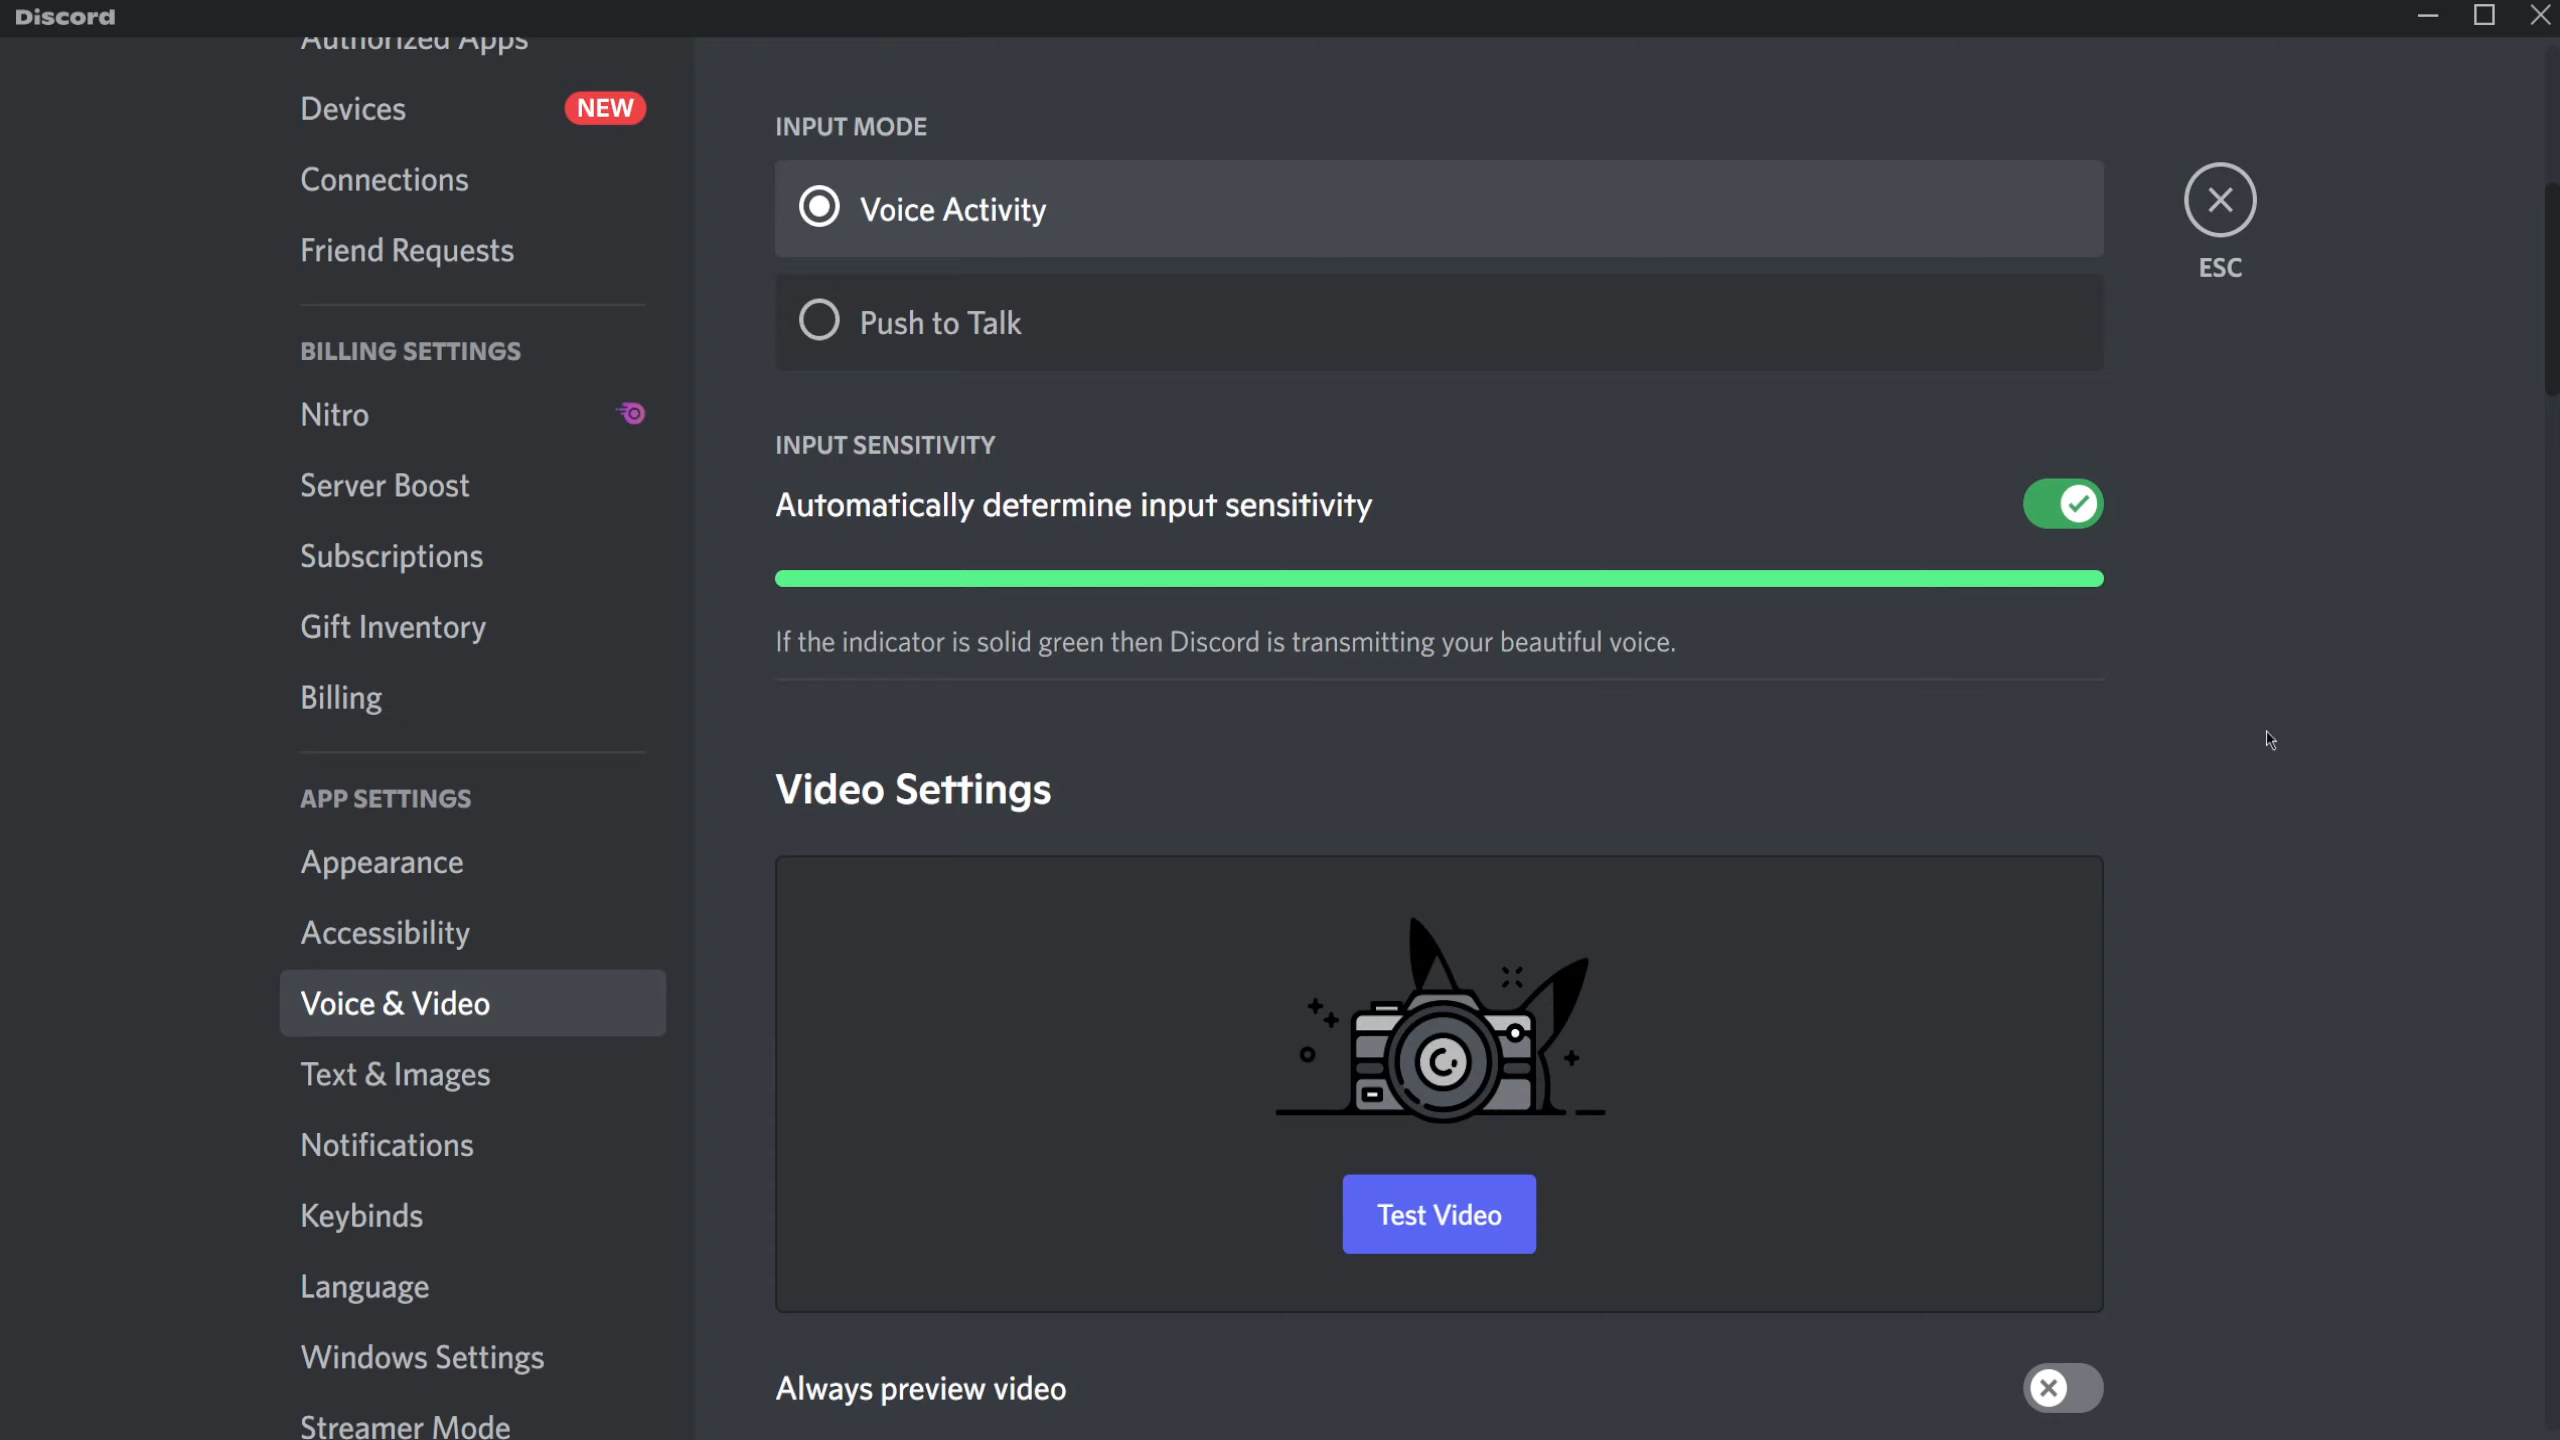 Discord
Authorized Apps
Devices
NEW
Connections
Friend Requests
BILLING SETTINGS
Nitro
Server Boost
Subscriptions
Gift Inventory
Billing
APP SETTINGS
Appearance
Accessibility
Voice & Video
Text & Images
Notifications
Keybinds
Language
Windows Settings
Streamer Mode
INPUT MODE
Voice Activity
Push to Talk
ESC
INPUT SENSITIVITY
Automatically determine input sensitivity
If the indicator is solid green then Discord is transmitting your beautiful voice.
Video Settings
Test Video
Always preview video